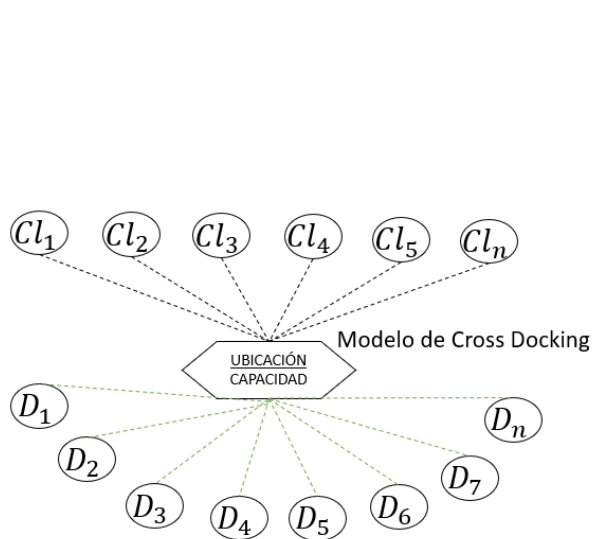 Cl₁ Cl₂ Cl₃ Cl₄ Cl₅ Clₙ
Modelo de Cross Docking
UBICACIÓN
CAPACIDAD
D₁
Dₙ
D₂
D₇
D₃
D₆
D₄
D₅